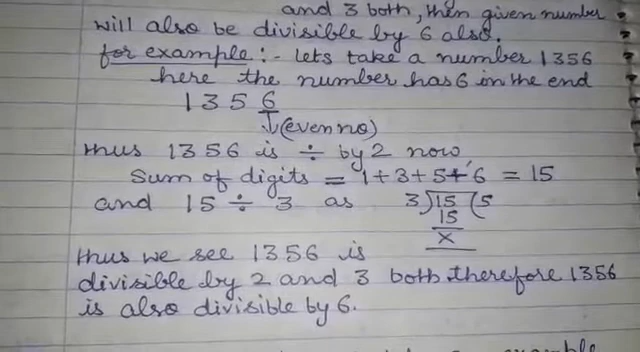 and 3 both, then given number
will also be divisible by 6 also.
for example :- lets take a number 1356
here the number has 6 in the end
1 3 5 6
↓ (even no)
thus 1356 is ÷ by 2 now,
Sum of digits = 1+3+5+6 = 15
and 15 ÷ 3 as 3)15(5
15
x
thus we see 1356 is
divisible by 2 and 3 both therefore 1356
is also divisible by 6.
example